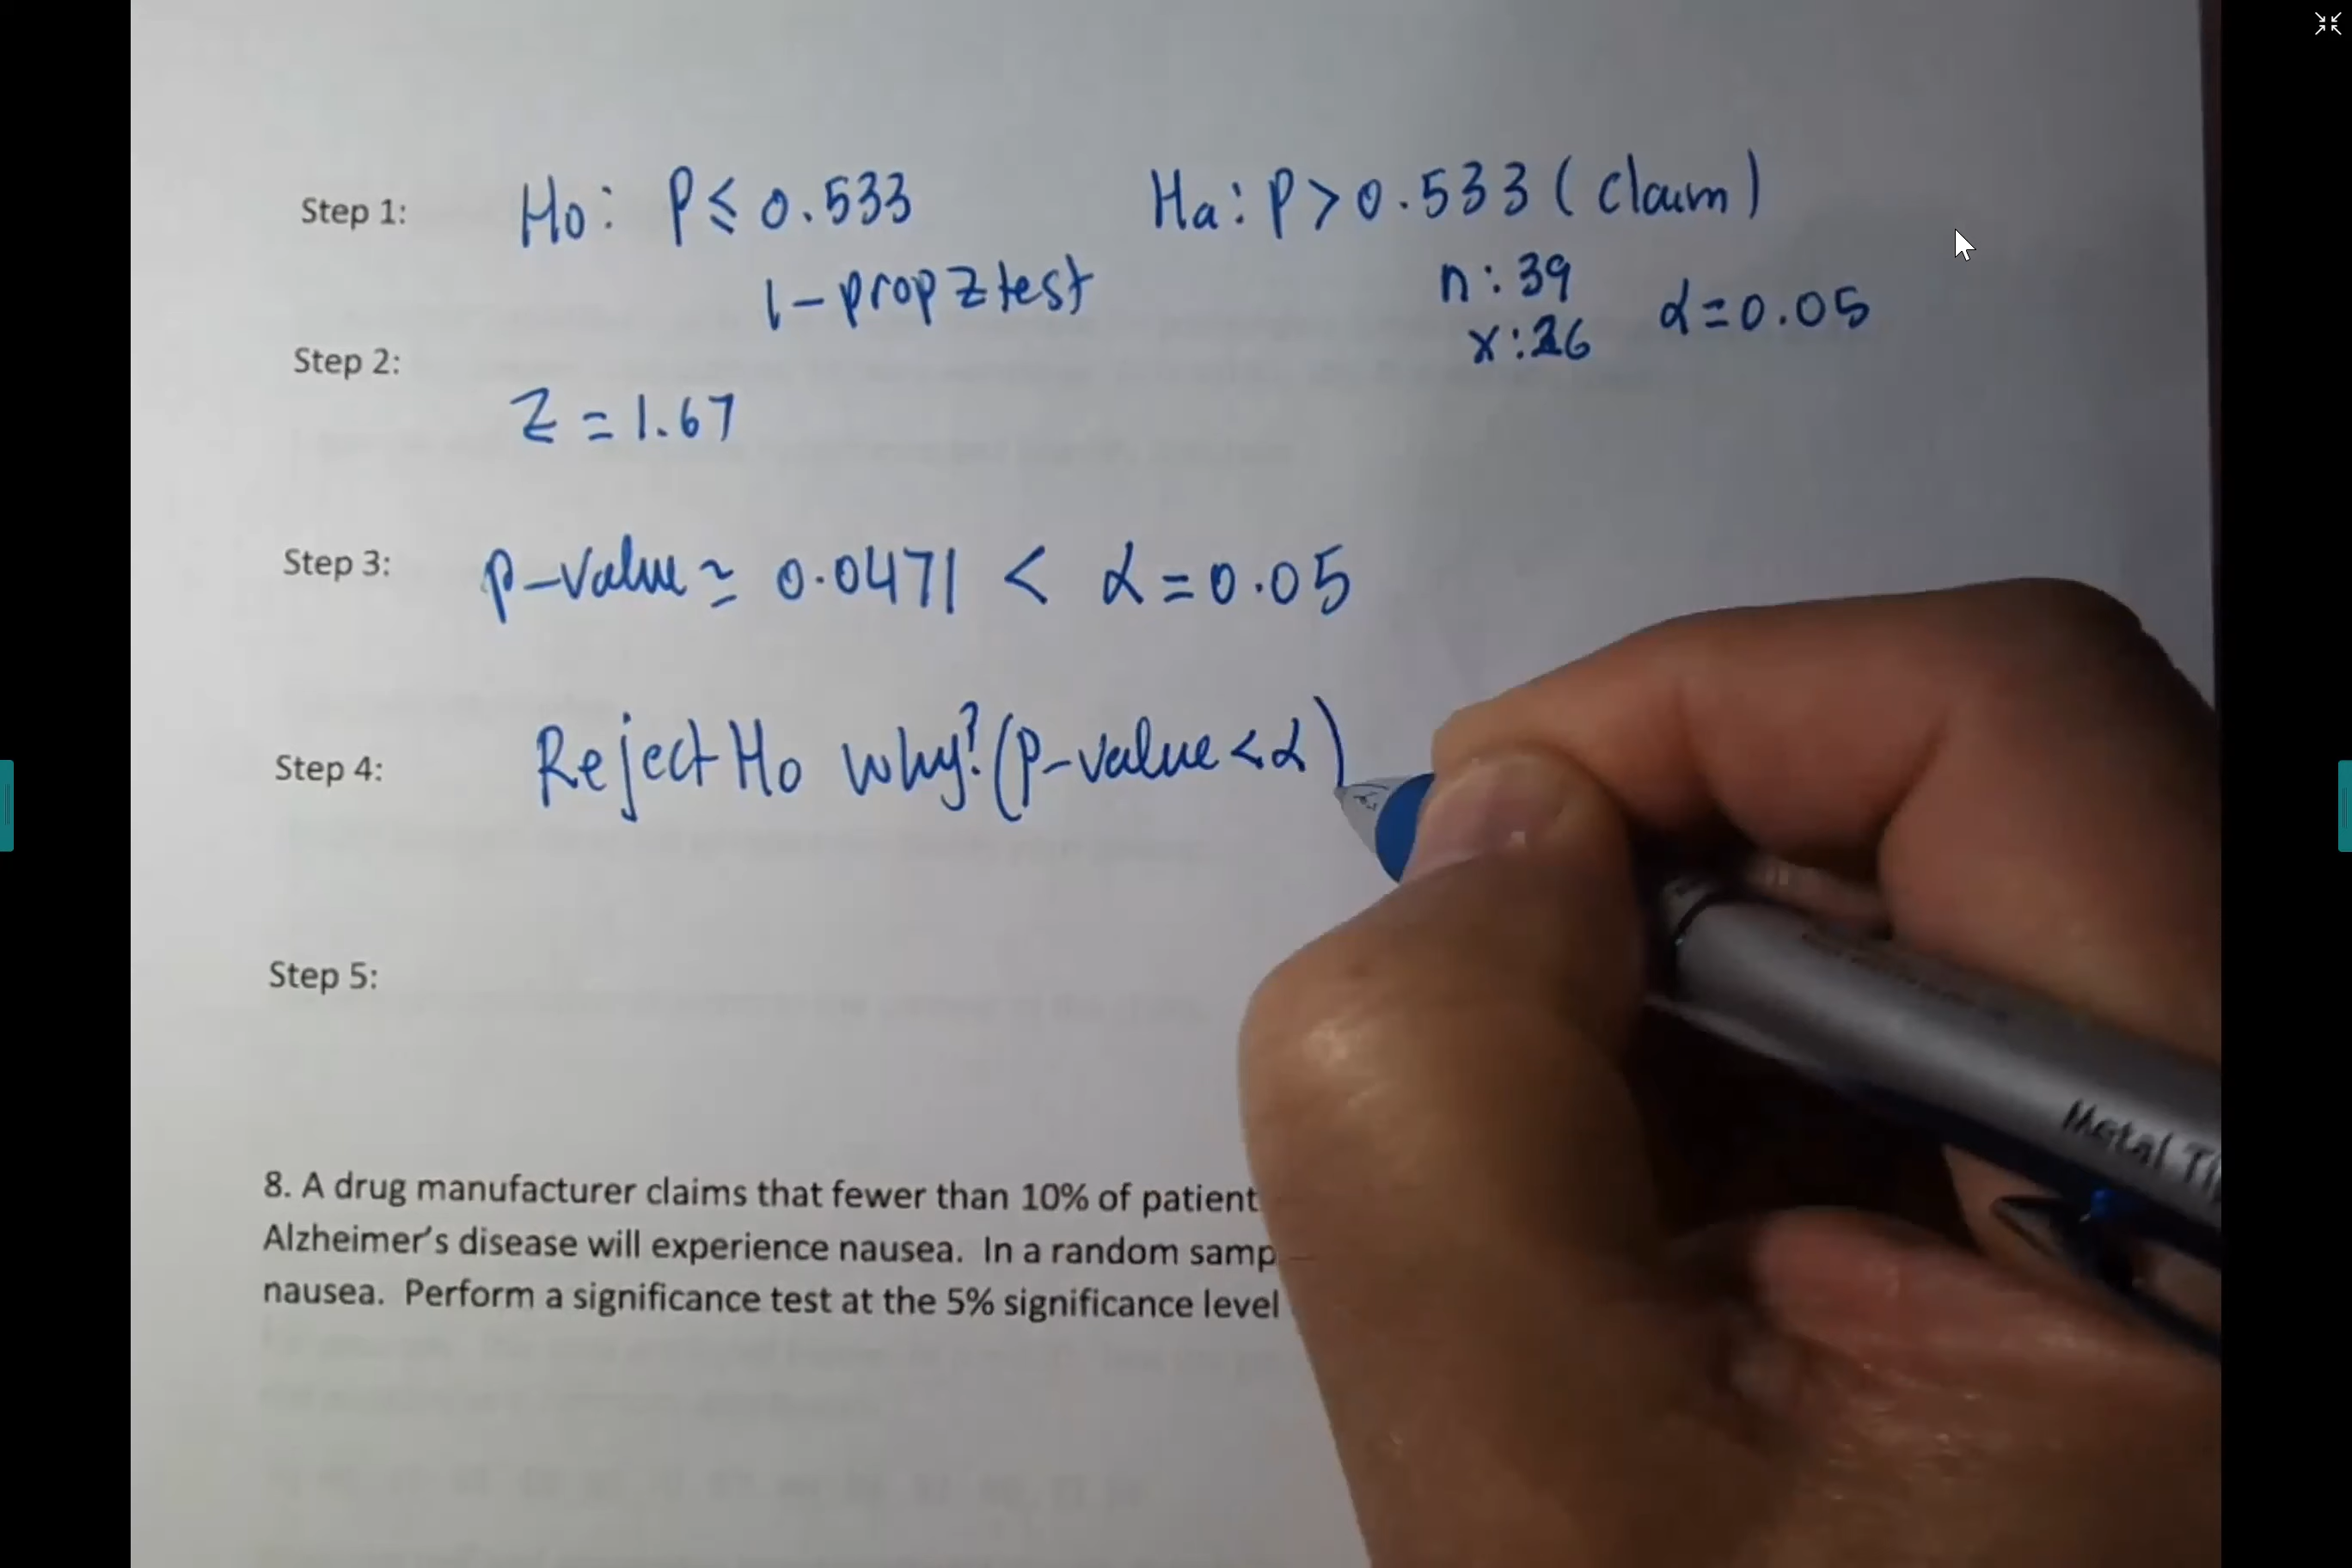 Step 1: Ho: P ≤ 0.533 Ha: P > 0.533 (claim)
1-prop Z test n: 39
x: 26 α = 0.05
Step 2:
Z = 1.67
Step 3: p-value ≃ 0.0471 < α = 0.05
Step 4: Reject Ho why? (p-value < α)
Step 5:
8. A drug manufacturer claims that fewer than 10% of patient
Alzheimer's disease will experience nausea. In a random samp
nausea. Perform a significance test at the 5% significance level
Metal